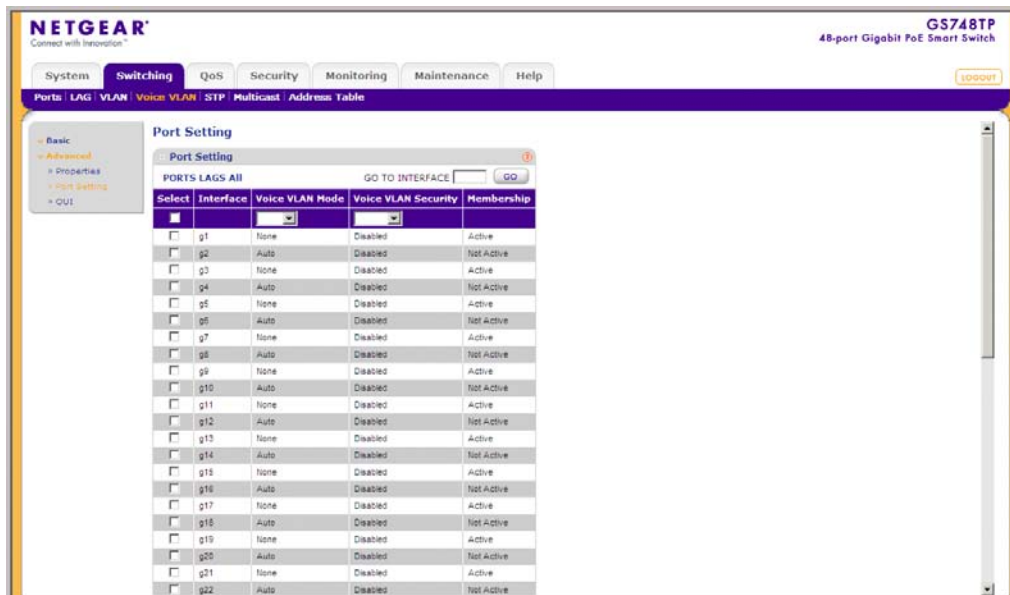 NETGEAR®
Connect with Innovation™
GS748TP
48-port Gigabit PoE Smart Switch
System Switching QoS Security Monitoring Maintenance Help
LOGOUT
Ports LAG VLAN Voice VLAN STP Multicast Address Table
Basic
Advanced
Properties
Port Setting
OUI
Port Setting
Port Setting
PORTS LAGS All GO TO INTERFACE GO
Select Interface Voice VLAN Mode Voice VLAN Security Membership
g1 None Disabled Active
g2 Auto Disabled Not Active
g3 None Disabled Active
g4 Auto Disabled Not Active
g5 None Disabled Active
g6 Auto Disabled Not Active
g7 None Disabled Active
g8 Auto Disabled Not Active
g9 None Disabled Active
g10 Auto Disabled Not Active
g11 None Disabled Active
g12 Auto Disabled Not Active
g13 None Disabled Active
g14 Auto Disabled Not Active
g15 None Disabled Active
g16 Auto Disabled Not Active
g17 None Disabled Active
g18 Auto Disabled Not Active
g19 None Disabled Active
g20 Auto Disabled Not Active
g21 None Disabled Active
g22 Auto Disabled Not Active